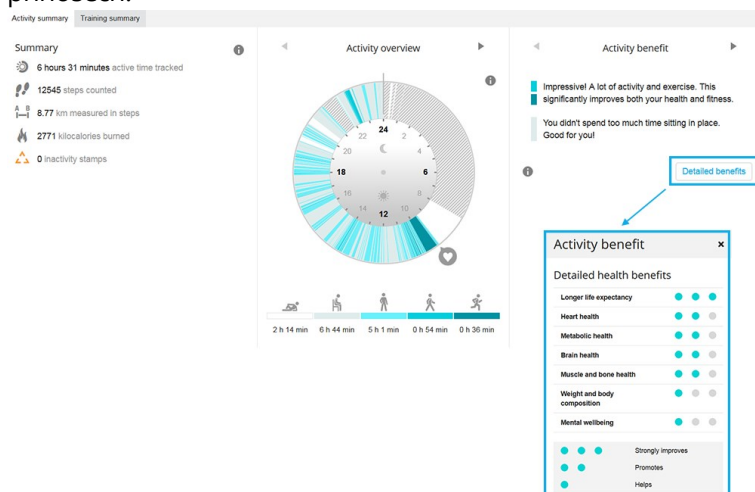 Activity summary Training summary
Summary
6 hours 31 minutes active time tracked
12545 steps counted
A B
8.77 km measured in steps
2771 kilocalories burned
0 inactivity stamps
Activity overview
24
22 2
20 4
18 6
16 8
14 10
12
2 h 14 min 6 h 44 min 5 h 1 min 0 h 54 min 0 h 36 min
Activity benefit
Impressive! A lot of activity and exercise. This
significantly improves both your health and fitness.
You didn't spend too much time sitting in place.
Good for you!
Detailed benefits
Activity benefit ×
Detailed health benefits
Longer life expectancy
Heart health
Metabolic health
Brain health
Muscle and bone health
Weight and body
composition
Mental wellbeing
Strongly improves
Promotes
Helps